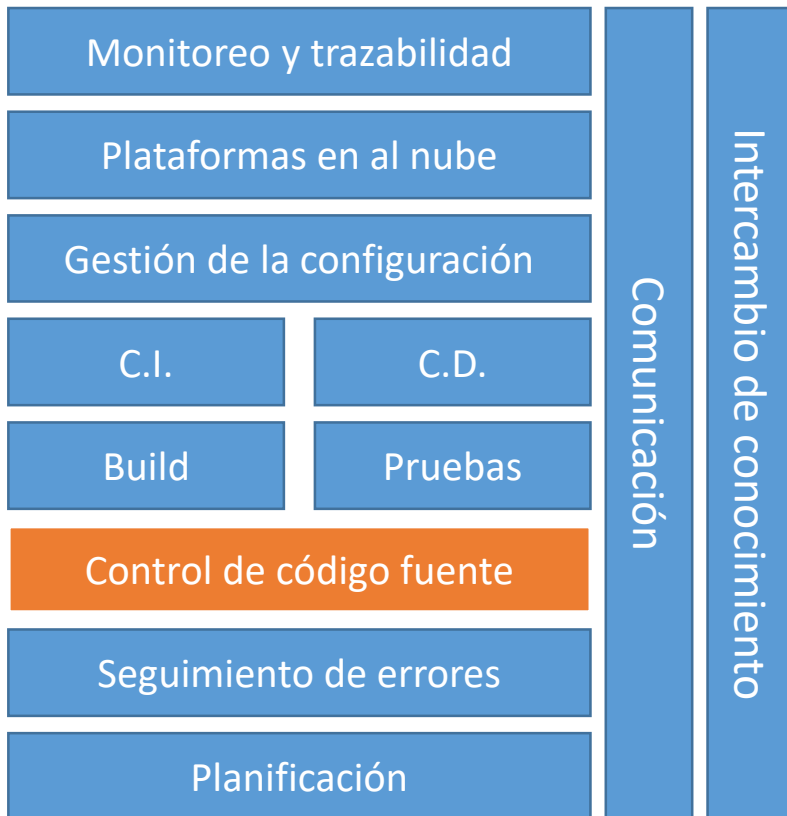 Monitoreo y trazabilidad
Plataformas en al nube
Gestión de la configuración
C.I.
C.D.
Build
Pruebas
Control de código fuente
Seguimiento de errores
Planificación
Comunicación
Intercambio de conocimiento